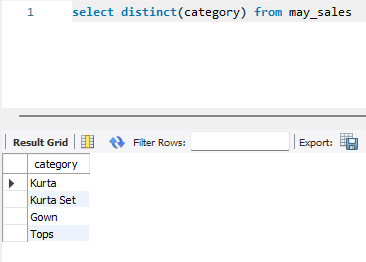 1 select distinct(category) from may_sales
Result Grid Filter Rows: Export:
category
Kurta
Kurta Set
Gown
Tops